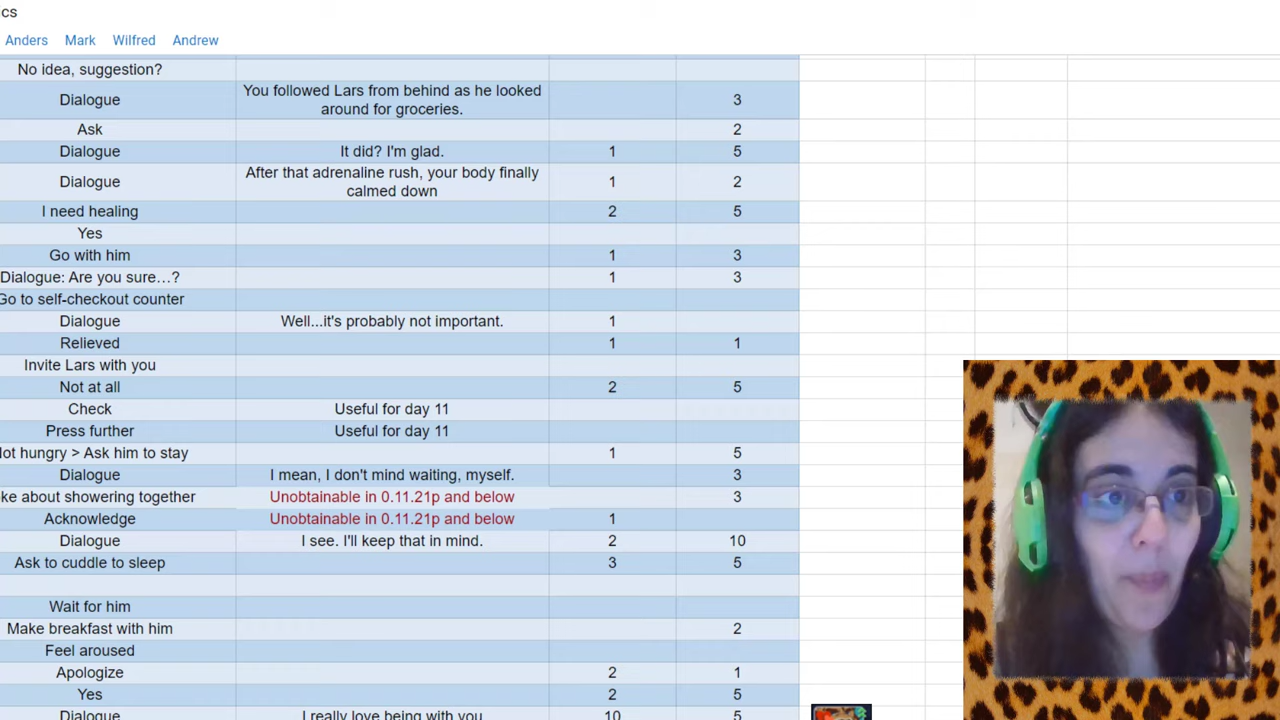 cs
Anders Mark Wilfred Andrew
No idea, suggestion?
Dialogue You followed Lars from behind as he looked
around for groceries. 3
Ask 2
Dialogue It did? I'm glad. 1 5
Dialogue After that adrenaline rush, your body finally
calmed down 1 2
I need healing 2 5
Yes
Go with him 1 3
Dialogue: Are you sure…? 1 3
Go to self-checkout counter
Dialogue Well...it's probably not important. 1
Relieved 1 1
Invite Lars with you
Not at all 2 5
Check Useful for day 11
Press further Useful for day 11
ot hungry > Ask him to stay 1 5
Dialogue I mean, I don't mind waiting, myself. 3
ke about showering together Unobtainable in 0.11.21p and below 3
Acknowledge Unobtainable in 0.11.21p and below 1
Dialogue I see. I'll keep that in mind. 2 10
Ask to cuddle to sleep 3 5
Wait for him
Make breakfast with him 2
Feel aroused
Apologize 2 1
Yes 2 5
Dialogue I really love being with you. 10 5